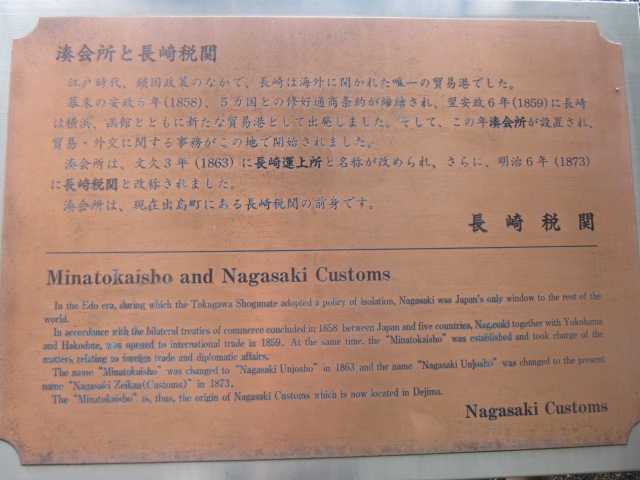 湊会所と長崎税関
江戸時代、鎖国政策のなかで、長崎は海外に開かれた唯一の貿易港でした。
幕末の安政5年(1858)、5カ国との修好通商条約が締結され、翌安政6年(1859)に長崎
は横浜、函館とともに新たな貿易港として出発しました。そして、この年湊会所が設置され、
貿易・外交に関する事務がこの地で開始されました。
湊会所は、文久3年(1863)に長崎運上所と名称が改められ、さらに、明治6年(1873)
に長崎税関と改称されました。
湊会所は、現在出島町にある長崎税関の前身です。
長崎税関
Minatokaisho and Nagasaki Customs
In the Edo era, during which the Tokugawa Shogunate adopted a policy of isolation, Nagasaki was Japan's only window to the rest of the
world.
In accordance with the bilateral treaties of commerce concluded in 1858 between Japan and five countries, Nagasaki together with Yokohama
and Hakodate, was opened to international trade in 1859. At the same time, the "Minatokaisho" was established and took charge of the
matters relating to foreign trade and diplomatic affairs.
The name "Minatokaisho" was changed to "Nagasaki Unjosho" in 1863 and the name "Nagasaki Unjosho" was changed to the present
name "Nagasaki Zeikan(Customs)" in 1873.
The "Minatokaisho" is, thus, the origin of Nagasaki Customs which is now located in Dejima.
Nagasaki Customs